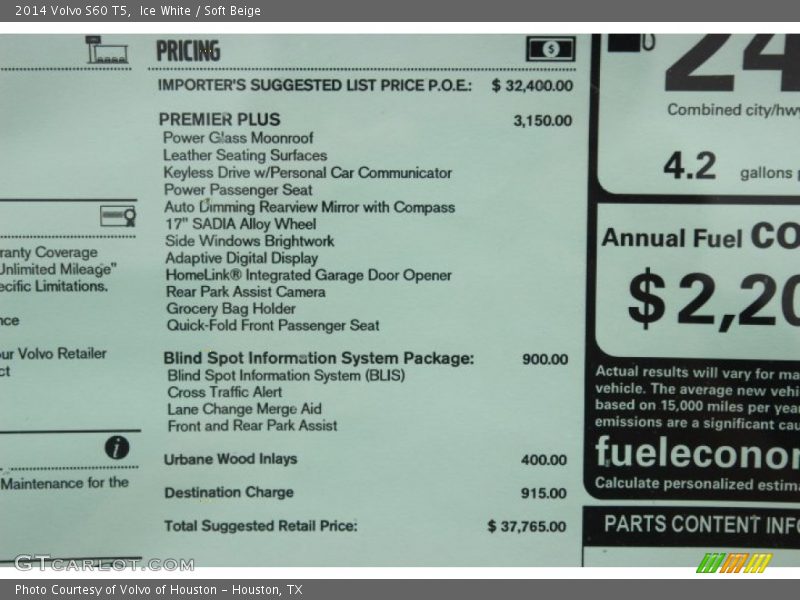 2014 Volvo S60 T5, Ice White / Soft Beige
PRICING
IMPORTER'S SUGGESTED LIST PRICE P.O.E.: $ 32,400.00
PREMIER PLUS 3,150.00
Power Glass Moonroof
Leather Seating Surfaces
Keyless Drive w/Personal Car Communicator
Power Passenger Seat
Auto Dimming Rearview Mirror with Compass
17" SADIA Alloy Wheel
Side Windows Brightwork
Adaptive Digital Display
HomeLink® Integrated Garage Door Opener
Rear Park Assist Camera
Grocery Bag Holder
Quick-Fold Front Passenger Seat
Blind Spot Information System Package: 900.00
Blind Spot Information System (BLIS)
Cross Traffic Alert
Lane Change Merge Aid
Front and Rear Park Assist
Urbane Wood Inlays 400.00
Destination Charge 915.00
Total Suggested Retail Price: $ 37,765.00
ranty Coverage
Unlimited Mileage"
ecific Limitations.
nce
our Volvo Retailer
ct
i
Maintenance for the
24
Combined city/hwy
4.2 gallons p
Annual Fuel CO
$2,20
Actual results will vary for ma
vehicle. The average new vehi
based on 15,000 miles per year
emissions are a significant cau
fueleconom
Calculate personalized estima
PARTS CONTENT INFO
GTCARLOT.COM
Photo Courtesy of Volvo of Houston - Houston, TX